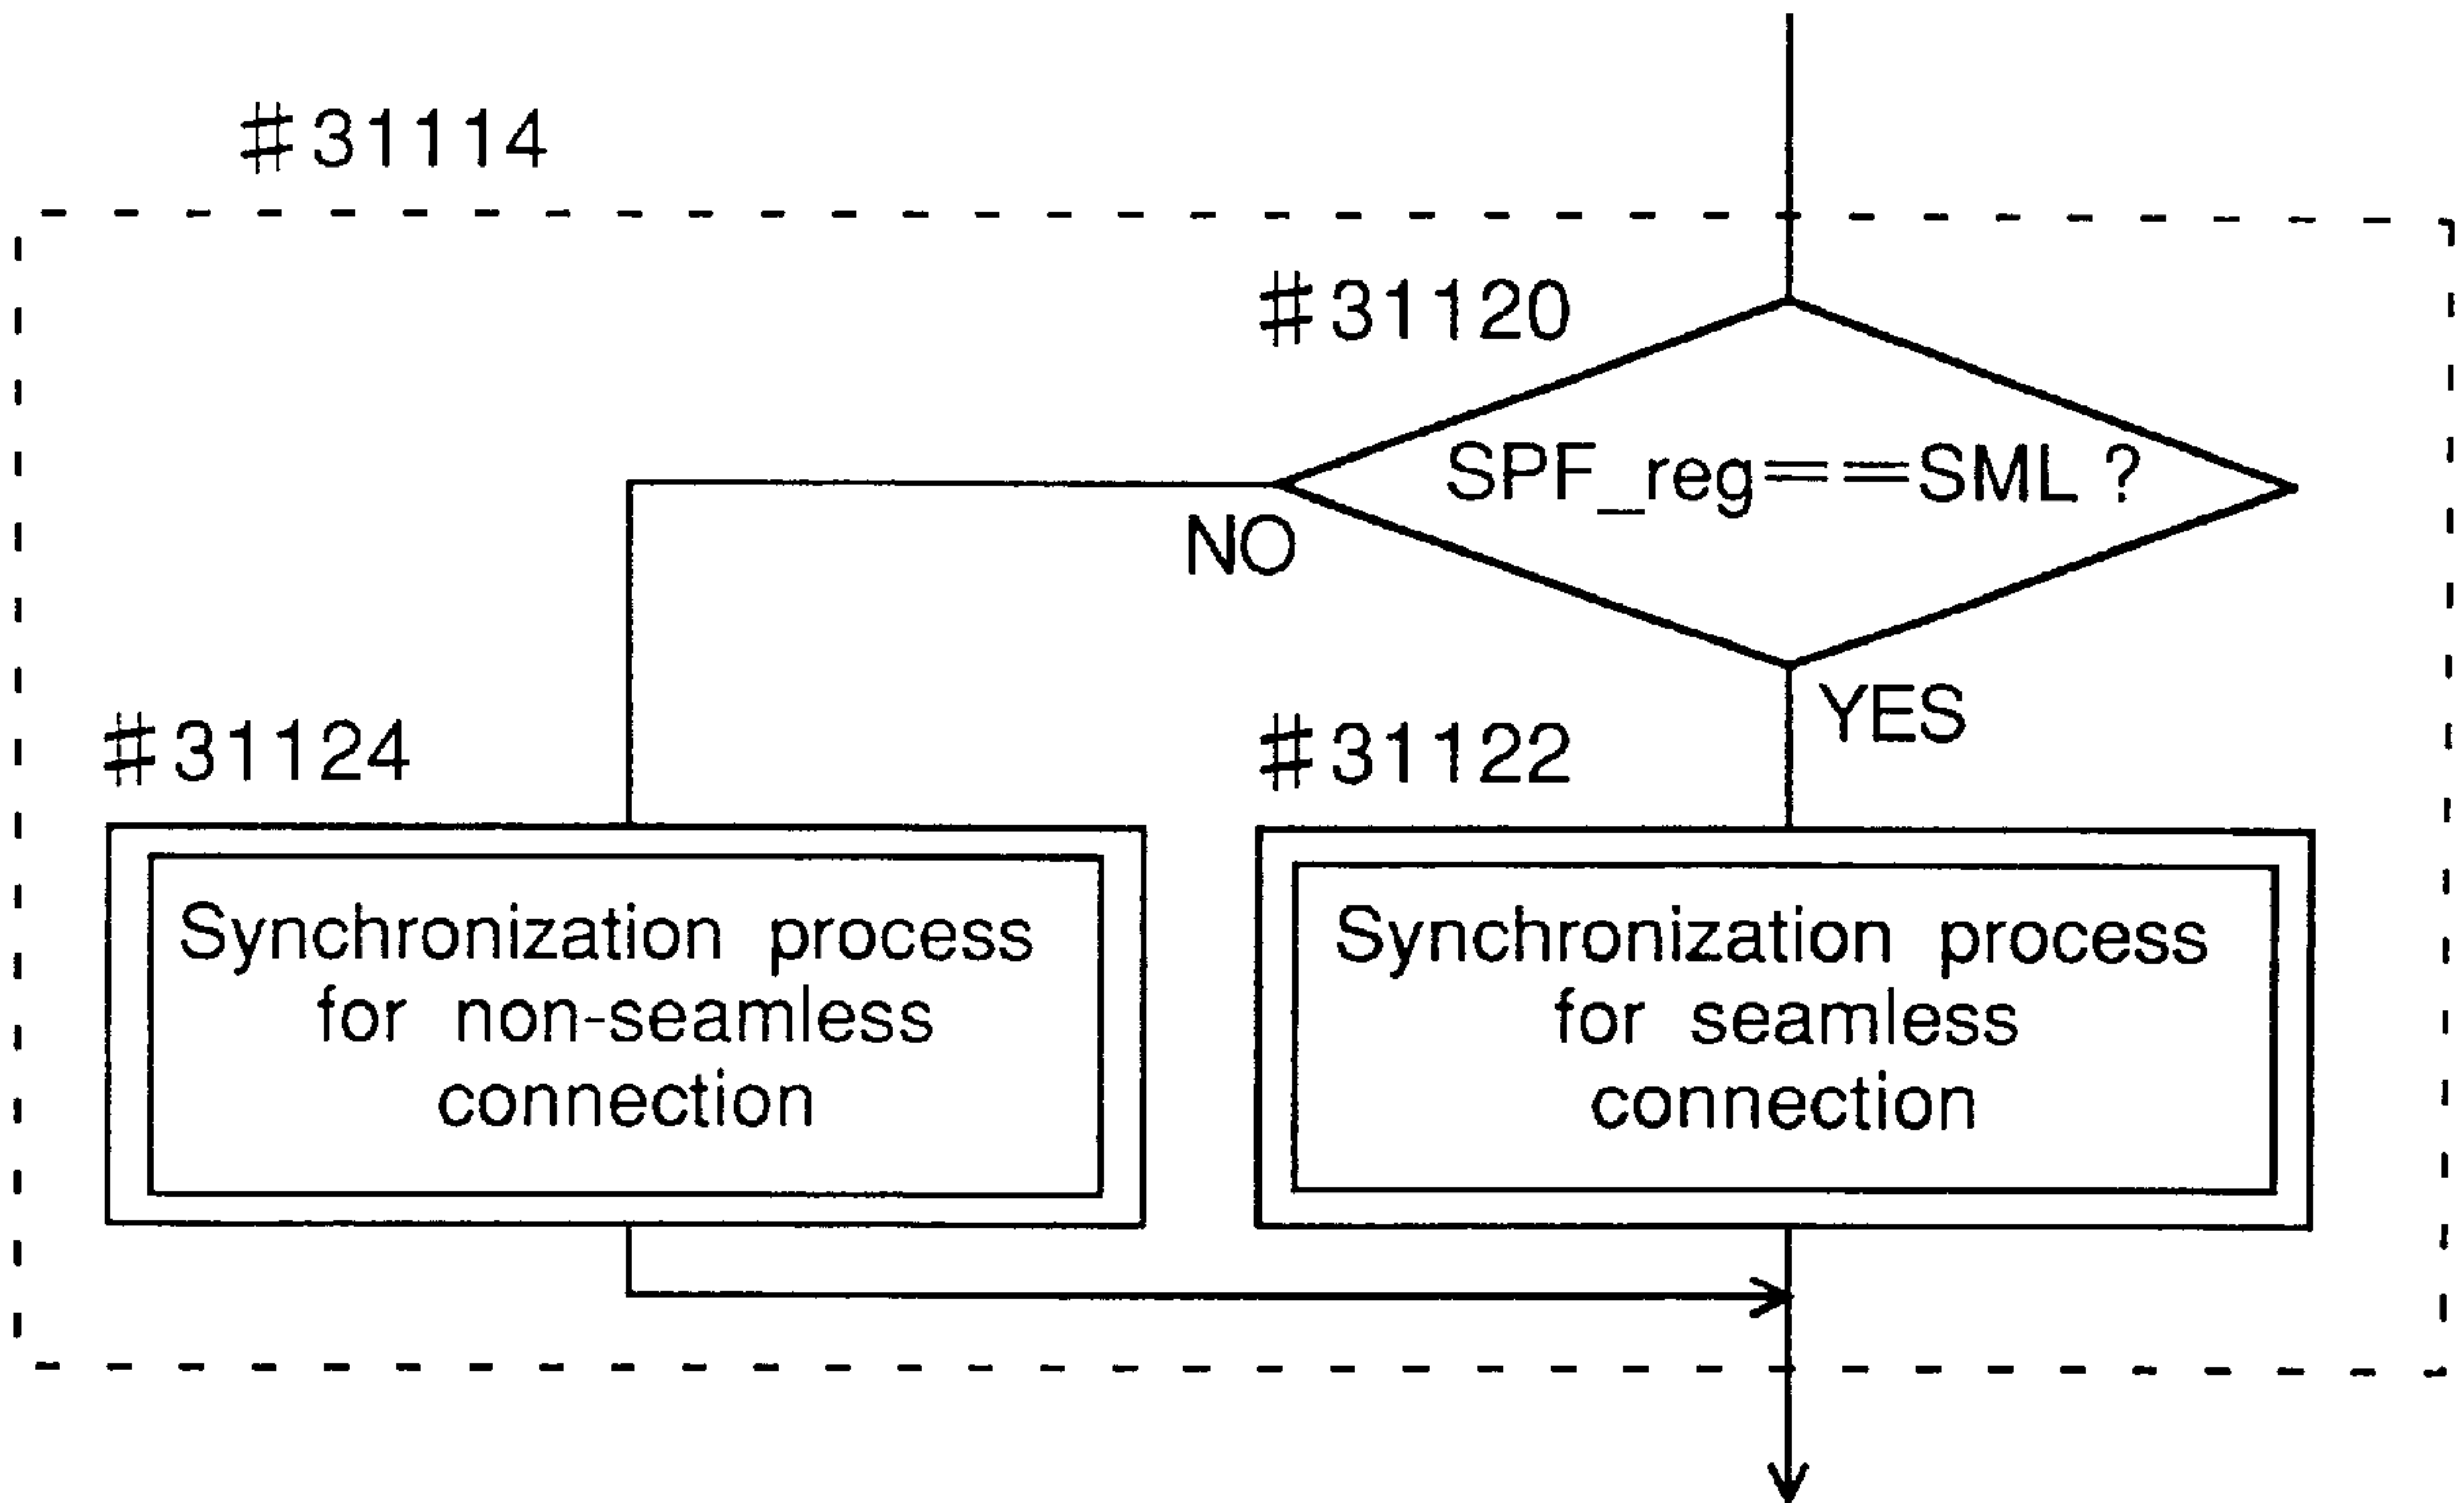 #31114
#31120
SPF_reg==SML ?
NO
YES
#31124
#31122
Synchronization process
for non-seamless
connection
Synchronization process
for seamless
connection